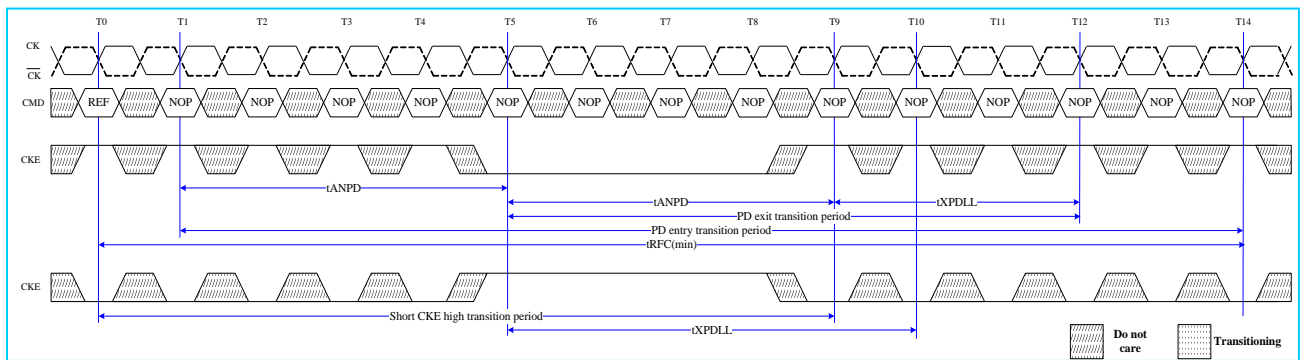 T0 T1 T2 T3 T4 T5 T6 T7 T8 T9 T10 T11 T12 T13 T14
CK
CK
CMD REF NOP NOP NOP NOP NOP NOP NOP NOP NOP NOP NOP NOP NOP NOP
CKE
tANPD
tANPD tXPDLL
PD exit transition period
PD entry transition period
tRFC(min)
CKE
Short CKE high transition period
tXPDLL
Do not care
Transitioning